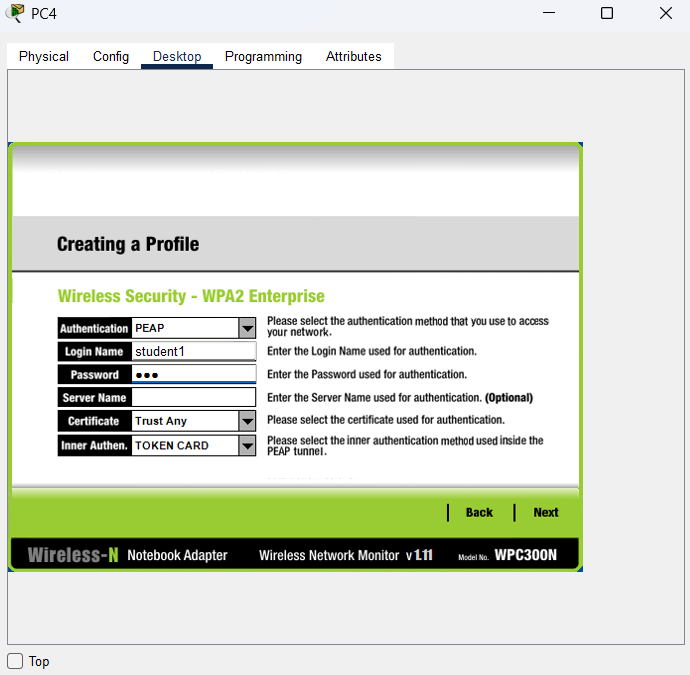 PC4
Physical Config Desktop Programming Attributes
Creating a Profile
Wireless Security - WPA2 Enterprise
Authentication PEAP Please select the authentication method that you use to access
your network.
Login Name student1 Enter the Login Name used for authentication.
Password ●●● Enter the Password used for authentication.
Server Name Enter the Server Name used for authentication. (Optional)
Certificate Trust Any Please select the certificate used for authentication.
Inner Authen. TOKEN CARD Please select the inner authentication method used inside the
PEAP tunnel.
Back Next
Wireless-N Notebook Adapter Wireless Network Monitor v 1.11 Model No. WPC300N
Top